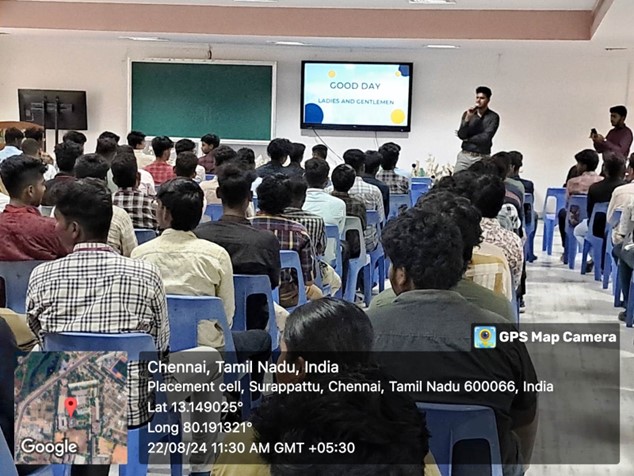 GOOD DAY
LADIES AND GENTLEMEN
GPS Map Camera
Chennai, Tamil Nadu, India
Placement cell, Surappattu, Chennai, Tamil Nadu 600066, India
Lat 13.149025°
Long 80.191321°
22/08/24 11:30 AM GMT +05:30
Google